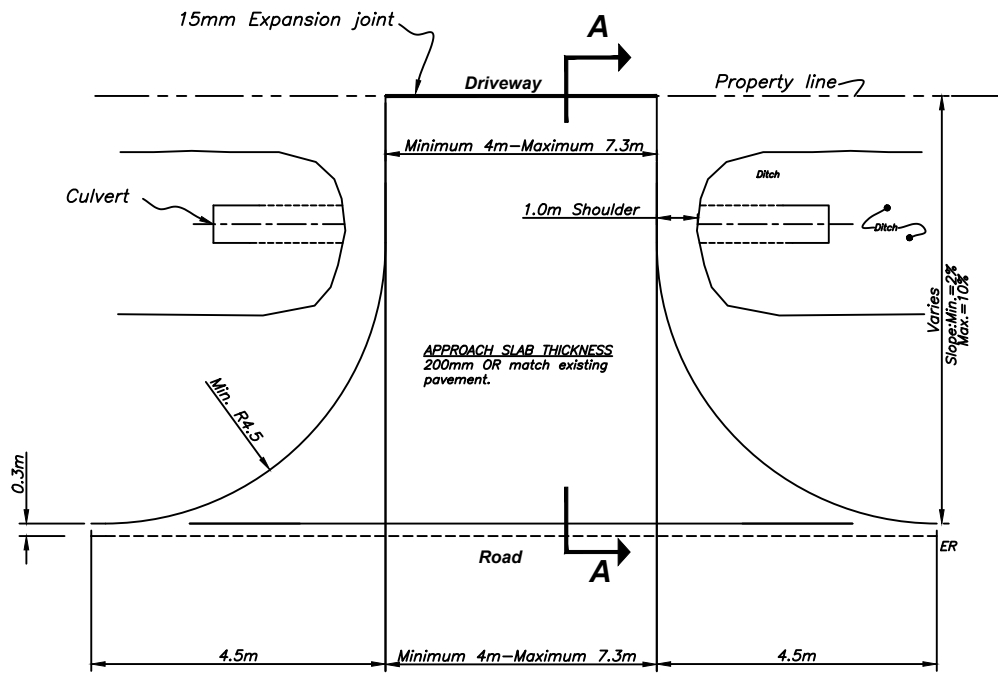 15mm Expansion joint
A
Driveway
Property line
Minimum 4m-Maximum 7.3m
Ditch
Culvert
1.0m Shoulder
Ditch
Varies
Slope:Min.=2%
Max.=10%
APPROACH SLAB THICKNESS
200mm OR match existing
pavement.
Min. R4.5
0.3m
Road
A
ER
4.5m
Minimum 4m-Maximum 7.3m
4.5m